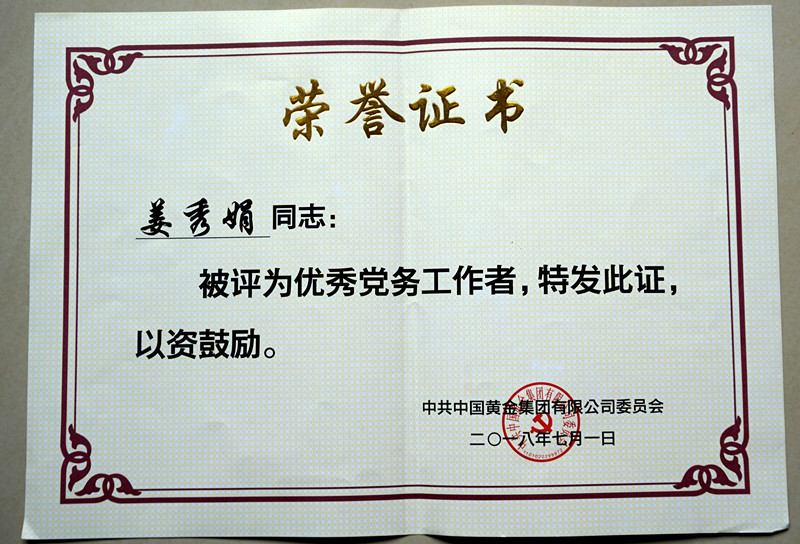 荣誉证书
姜秀娟 同志：
被评为优秀党务工作者，特发此证，
以资鼓励。
中共中国黄金集团有限公司委员会
二〇一八年七月一日